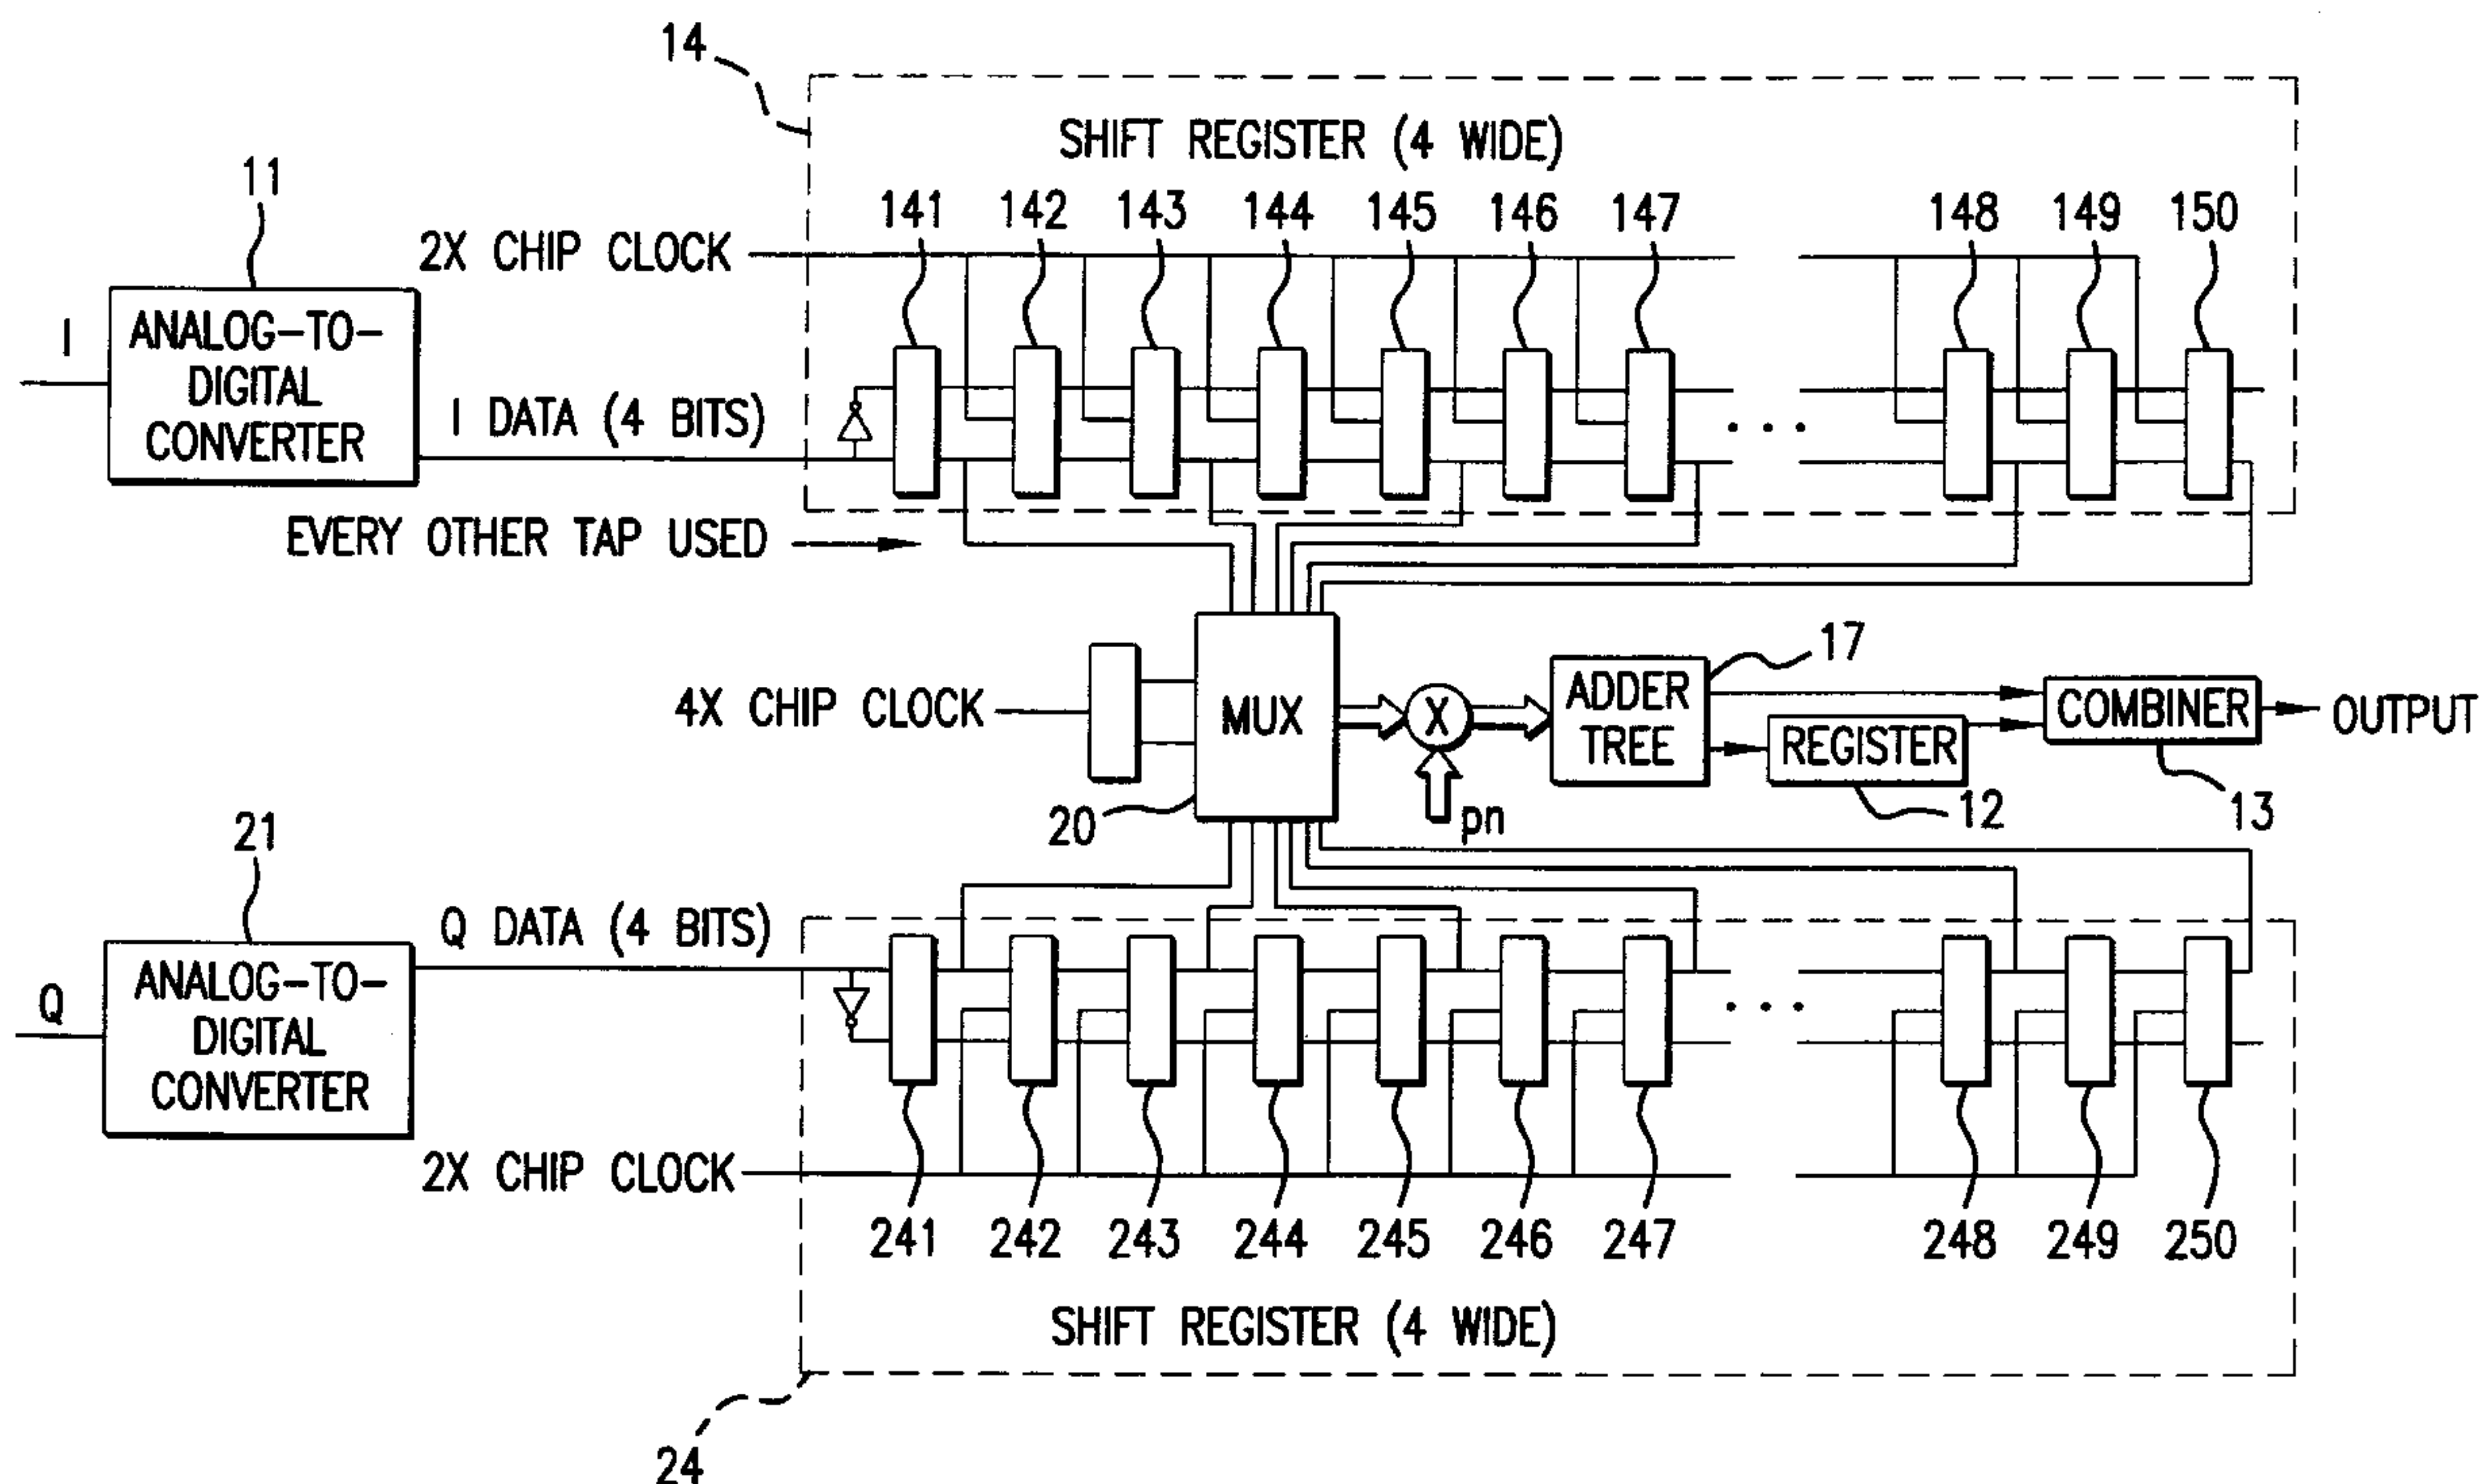 14
SHIFT REGISTER (4 WIDE)
11
141 142 143 144 145 146 147 148 149 150
2X CHIP CLOCK
I
ANALOG-TO-
DIGITAL
CONVERTER
I DATA (4 BITS)
. . .
EVERY OTHER TAP USED
17
4X CHIP CLOCK
MUX
X
ADDER
TREE
REGISTER
COMBINER
OUTPUT
20
pn
12
13
21
Q DATA (4 BITS)
Q
ANALOG-TO-
DIGITAL
CONVERTER
. . .
2X CHIP CLOCK
241 242 243 244 245 246 247 248 249 250
SHIFT REGISTER (4 WIDE)
24